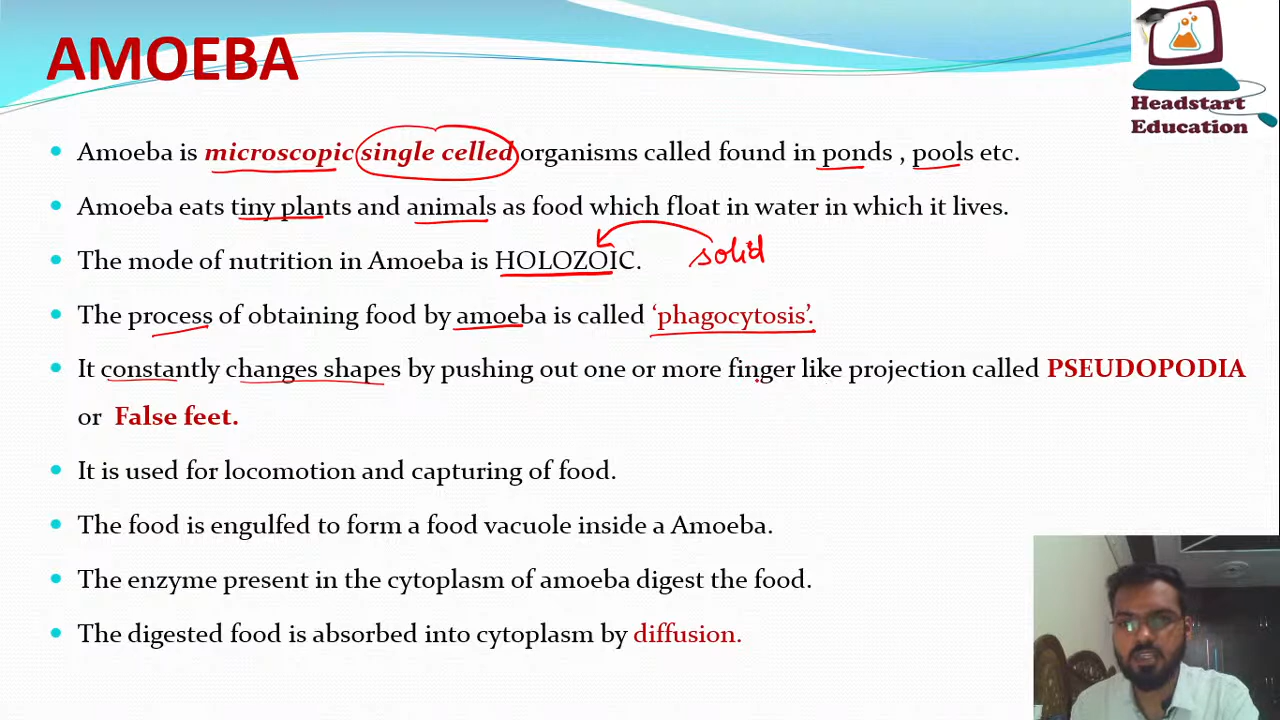 AMOEBA
Headstart
Education
Amoeba is microscopic single celled organisms called found in ponds , pools etc.
Amoeba eats tiny plants and animals as food which float in water in which it lives.
The mode of nutrition in Amoeba is HOLOZOIC. solid
The process of obtaining food by amoeba is called 'phagocytosis'.
It constantly changes shapes by pushing out one or more finger like projection called PSEUDOPODIA
or False feet.
It is used for locomotion and capturing of food.
The food is engulfed to form a food vacuole inside a Amoeba.
The enzyme present in the cytoplasm of amoeba digest the food.
The digested food is absorbed into cytoplasm by diffusion.